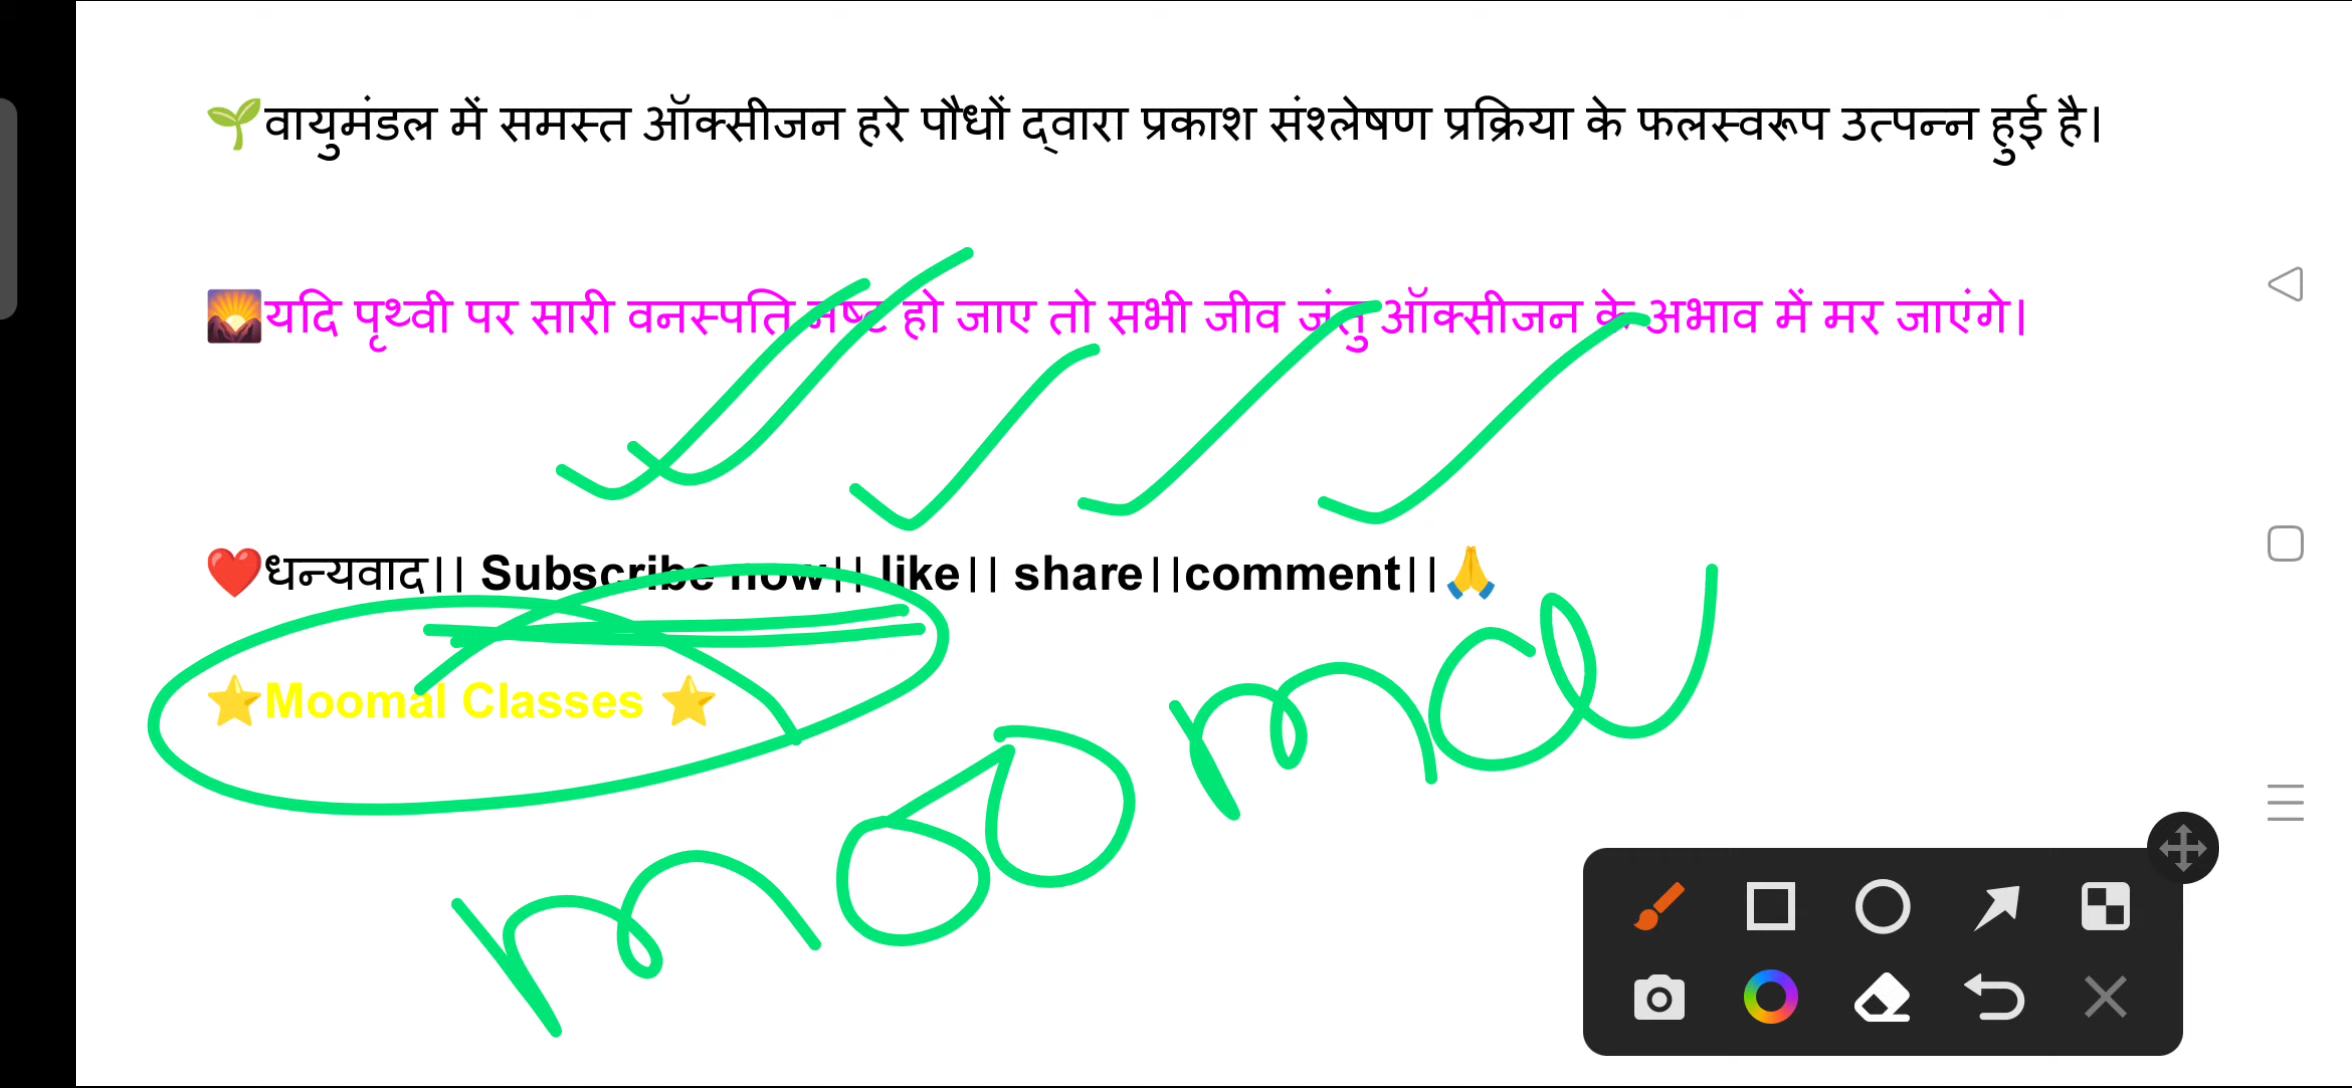 🌱वायुमंडल में समस्त ऑक्सीजन हरे पौधों द्वारा प्रकाश संश्लेषण प्रक्रिया के फलस्वरूप उत्पन्न हुई है।
🌄यदि पृथ्वी पर सारी वनस्पति नष्ट हो जाए तो सभी जीव जंतु ऑक्सीजन के अभाव में मर जाएंगे।
❤️धन्यवाद|| Subscribe now|| like|| share||comment||🙏
⭐Moomal Classes ⭐